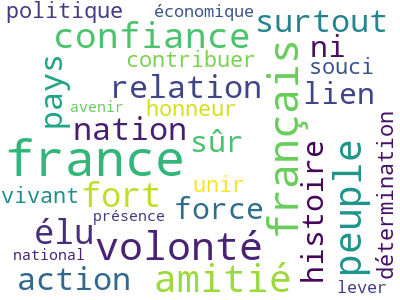 politique
économique
surtout
confiance
ni
contribuer
souci
pays
relation
lien
avenir
honneur
français
nation
sûr
détermination
france
histoire
peuple
unir
vivant
fort
force
présence
élu
volonté
national
action
amitié
lever